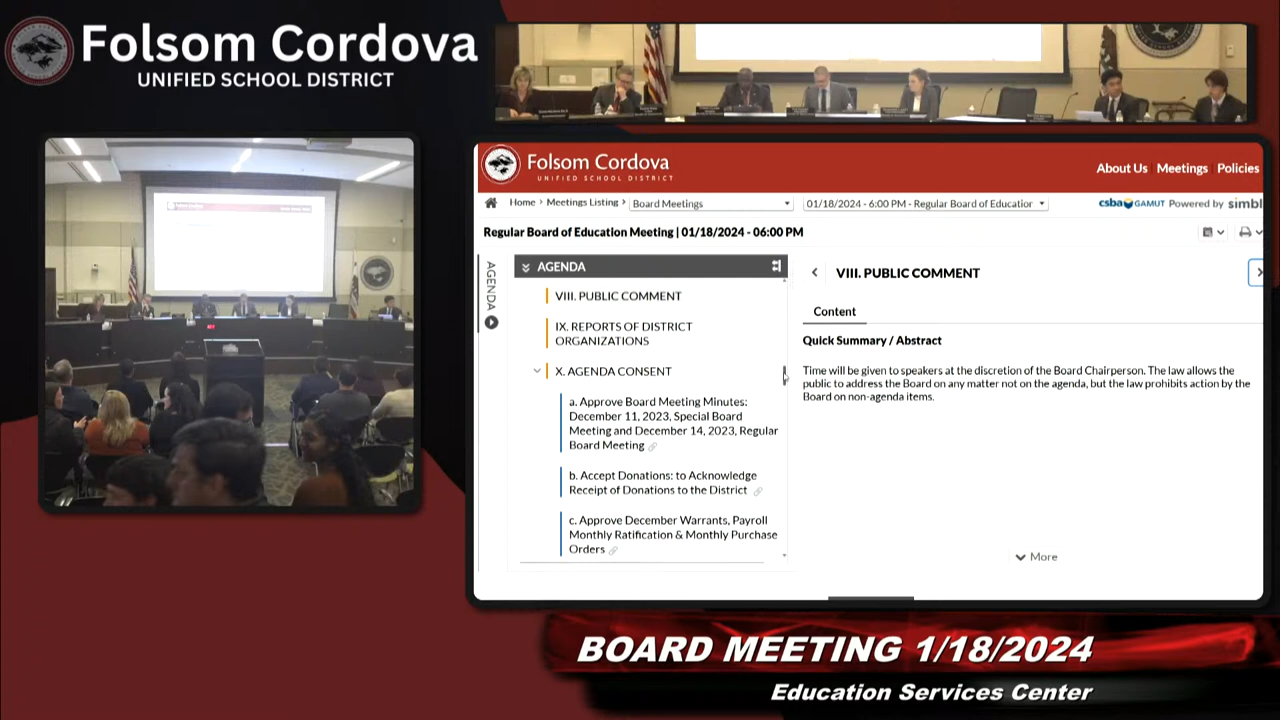 Folsom Cordova
UNIFIED SCHOOL DISTRICT
Folsom Cordova
UNIFIED SCHOOL DISTRICT
About Us Meetings Policies
Home > Meetings Listing > Board Meetings 01/18/2024 - 6:00 PM - Regular Board of Educatior
csba GAMUT Powered by simbl
Regular Board of Education Meeting | 01/18/2024 - 06:00 PM
AGENDA
AGENDA
VIII. PUBLIC COMMENT
IX. REPORTS OF DISTRICT
ORGANIZATIONS
X. AGENDA CONSENT
a. Approve Board Meeting Minutes:
December 11, 2023, Special Board
Meeting and December 14, 2023, Regular
Board Meeting
b. Accept Donations: to Acknowledge
Receipt of Donations to the District
c. Approve December Warrants, Payroll
Monthly Ratification & Monthly Purchase
Orders
VIII. PUBLIC COMMENT
Content
Quick Summary / Abstract
Time will be given to speakers at the discretion of the Board Chairperson. The law allows the
public to address the Board on any matter not on the agenda, but the law prohibits action by the
Board on non-agenda items.
More
BOARD MEETING 1/18/2024
Education Services Center